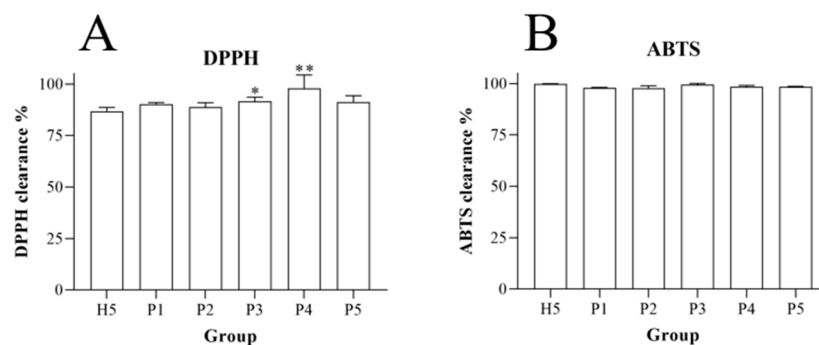 A
DPPH
DPPH clearance %
100
75
50
25
0
*
**
H5 P1 P2 P3 P4 P5
Group
B
ABTS
ABTS clearance %
100
75
50
25
0
H5 P1 P2 P3 P4 P5
Group